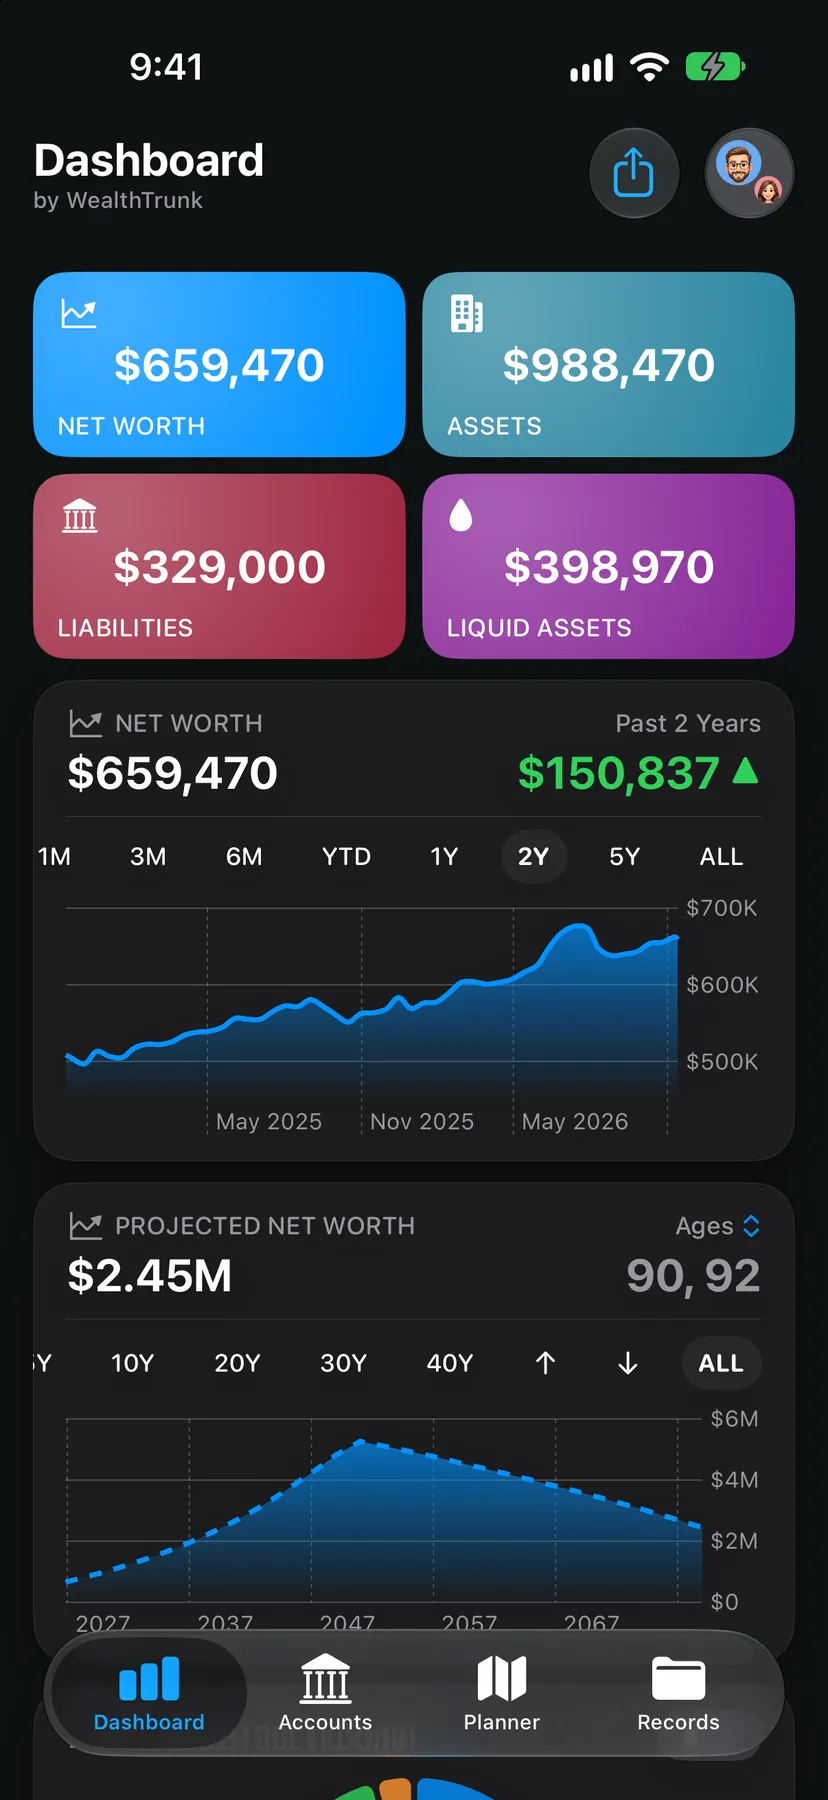 9:41
Dashboard
by WealthTrunk
$659,470
NET WORTH
$988,470
ASSETS
$329,000
LIABILITIES
$398,970
LIQUID ASSETS
NET WORTH
Past 2 Years
$659,470
$150,837
1M 3M 6M YTD 1Y 2Y 5Y ALL
$700K
$600K
$500K
May 2025 Nov 2025 May 2026
PROJECTED NET WORTH
Ages
$2.45M
90, 92
5Y 10Y 20Y 30Y 40Y ↑ ↓ ALL
$6M
$4M
$2M
$0
2027 2037 2047 2057 2067
Dashboard Accounts Planner Records